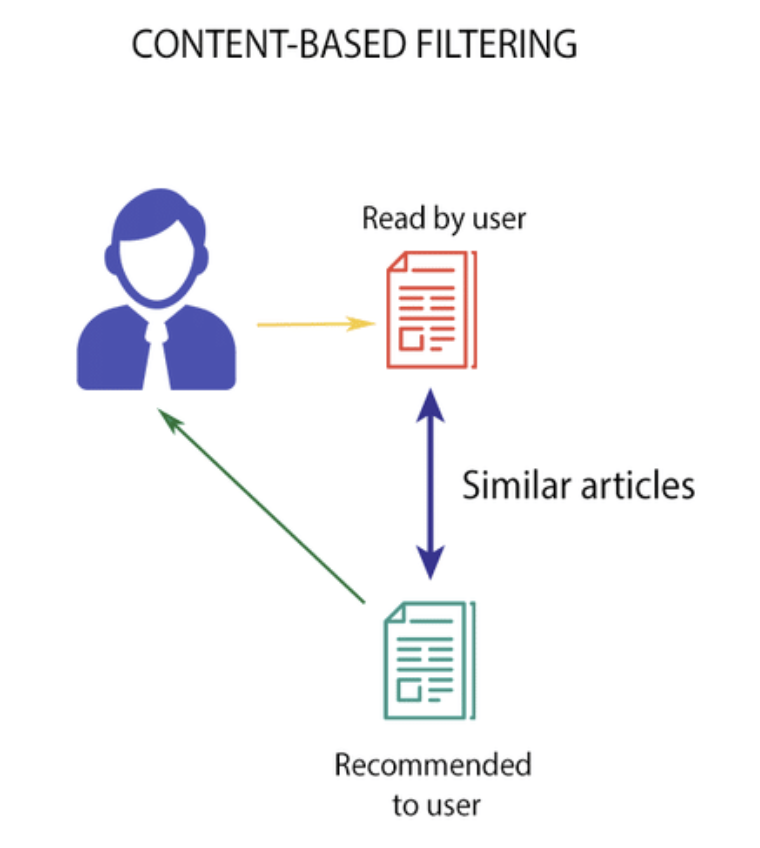 CONTENT-BASED FILTERING
Read by user
Similar articles
Recommended
to user